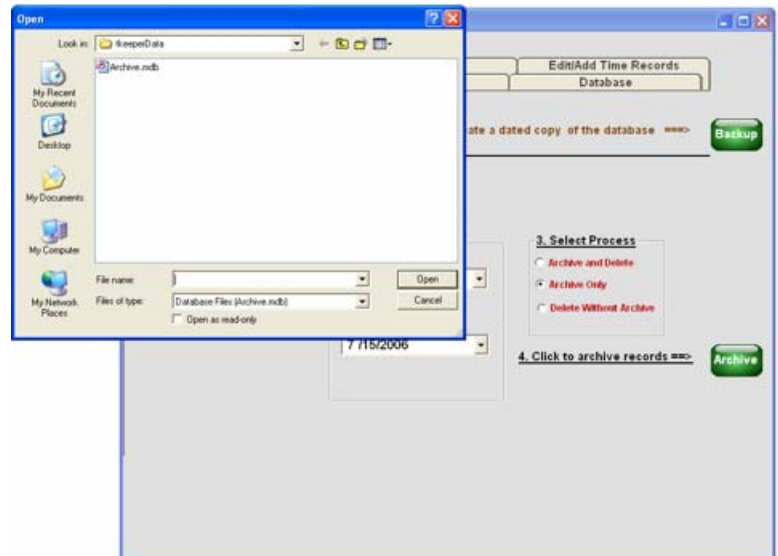 Open
Look in:
tkeeperData
Archive.mdb
My Recent
Documents
Desktop
My Documents
My Computer
My Network
Places
File name:
Open
Files of type:
Database Files (Archive.mdb)
Cancel
Open as read-only
Edit/Add Time Records
Database
ate a dated copy of the database ===>
Backup
3. Select Process
Archive and Delete
Archive Only
Delete Without Archive
7 /15/2006
4. Click to archive records ==>
Archive